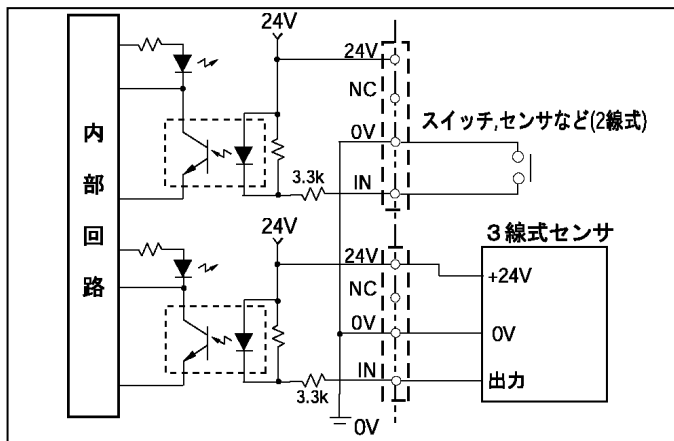 内部回路
24V
24V
NC
0V
IN
3.3k
スイッチ,センサなど(2線式)
24V
24V
NC
0V
IN
3.3k
0V
3線式センサ
+24V
0V
出力